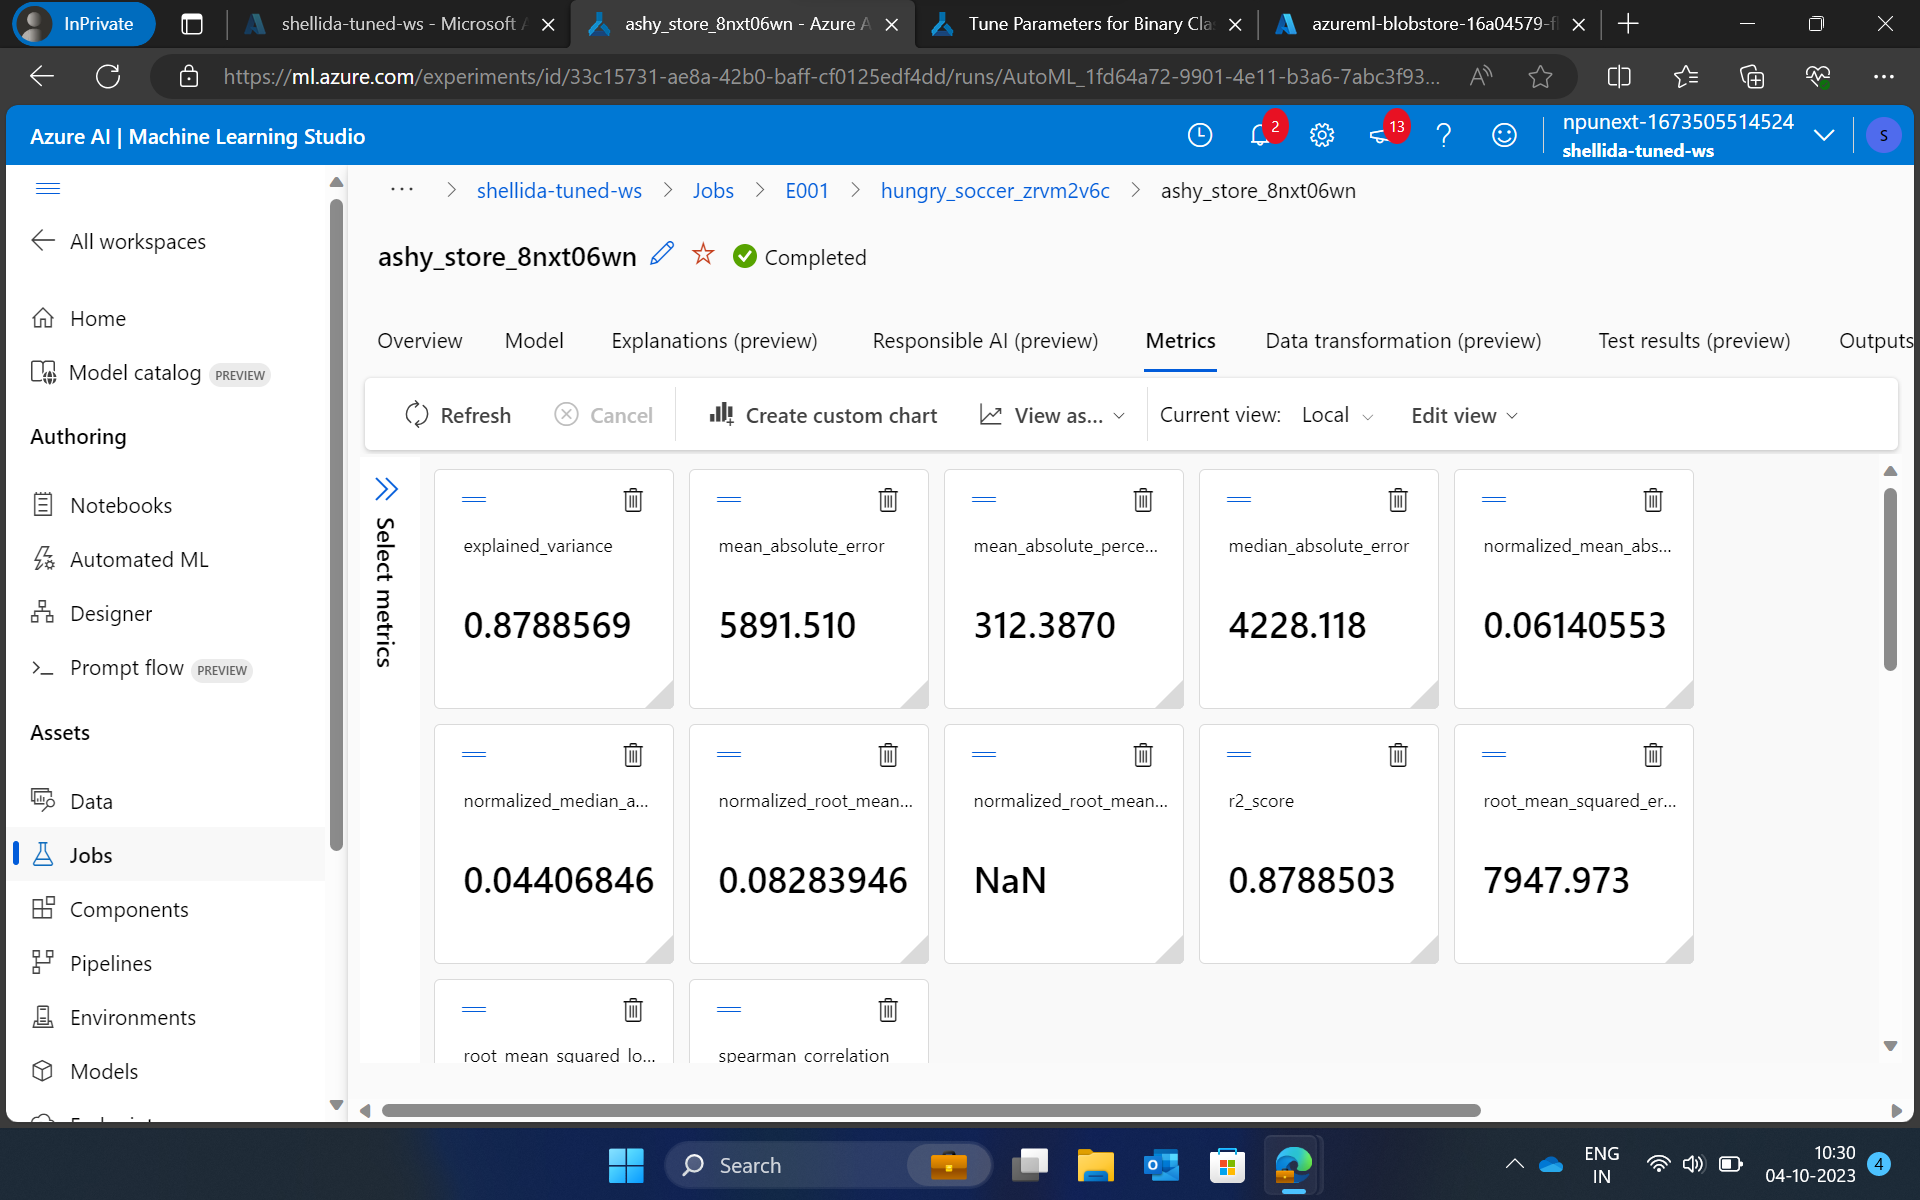 InPrivate
shellida-tuned-ws - Microsoft A
ashy_store_8nxt06wn - Azure A
Tune Parameters for Binary Cla
azureml-blobstore-16a04579-f
https://ml.azure.com/experiments/id/33c15731-ae8a-42b0-baff-cf0125edf4dd/runs/AutoML_1fd64a72-9901-4e11-b3a6-7abc3f93...
Azure AI | Machine Learning Studio
2
13
npunext-1673505514524
shellida-tuned-ws
S
... > shellida-tuned-ws > Jobs > E001 > hungry_soccer_zrvm2v6c > ashy_store_8nxt06wn
All workspaces
Home
Model catalog PREVIEW
Authoring
Notebooks
Automated ML
Designer
Prompt flow PREVIEW
Assets
Data
Jobs
Components
Pipelines
Environments
Models
ashy_store_8nxt06wn Completed
Overview Model Explanations (preview) Responsible AI (preview) Metrics Data transformation (preview) Test results (preview) Outputs
Refresh Cancel Create custom chart View as... Current view: Local Edit view
Select metrics
explained_variance
0.8788569
mean_absolute_error
5891.510
mean_absolute_perce...
312.3870
median_absolute_error
4228.118
normalized_mean_abs...
0.06140553
normalized_median_a...
0.04406846
normalized_root_mean...
0.08283946
normalized_root_mean...
NaN
r2_score
0.8788503
root_mean_squared_er...
7947.973
root_mean_squared_lo...
spearman_correlation
Search
ENG
IN
10:30
04-10-2023
4